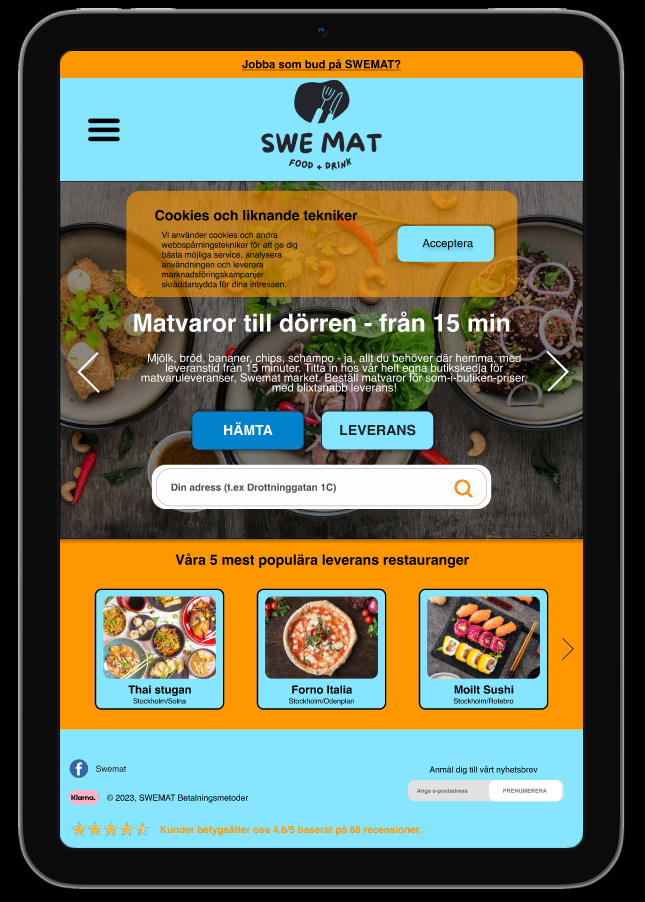 Jobba som bud på SWEMAT?
SWE MAT
FOOD + DRINK
Cookies och liknande tekniker
Vi använder cookies och andra
webbspårningstekniker för att ge dig
bästa möjliga service, analysera
användningen och leverera
marknadsföringskampanjer
skräddarsydda för dina intressen.
Acceptera
Matvaror till dörren - från 15 min
Mjölk, bröd, bananer, chips, schampo - ja, allt du behöver där hemma, med
leveranstid från 15 minuter. Titta in hos vår helt egna butikskedja för
matvaruleveranser, Swemat market. Beställ matvaror för som-i-butiken-priser,
med blixtsnabb leverans!
HÄMTA
LEVERANS
Din adress (t.ex Drottninggatan 1C)
Våra 5 mest populära leverans restauranger
Thai stugan
Stockholm/Solna
Forno Italia
Stockholm/Odenplan
Moilt Sushi
Stockholm/Rotebro
Swemat
Anmäl dig till vårt nyhetsbrev
Ange e-postadress
PRENUMERERA
Klarna.
© 2023, SWEMAT Betalningsmetoder
Kunder betygsätter oss 4.6/5 baserat på 88 recensioner.